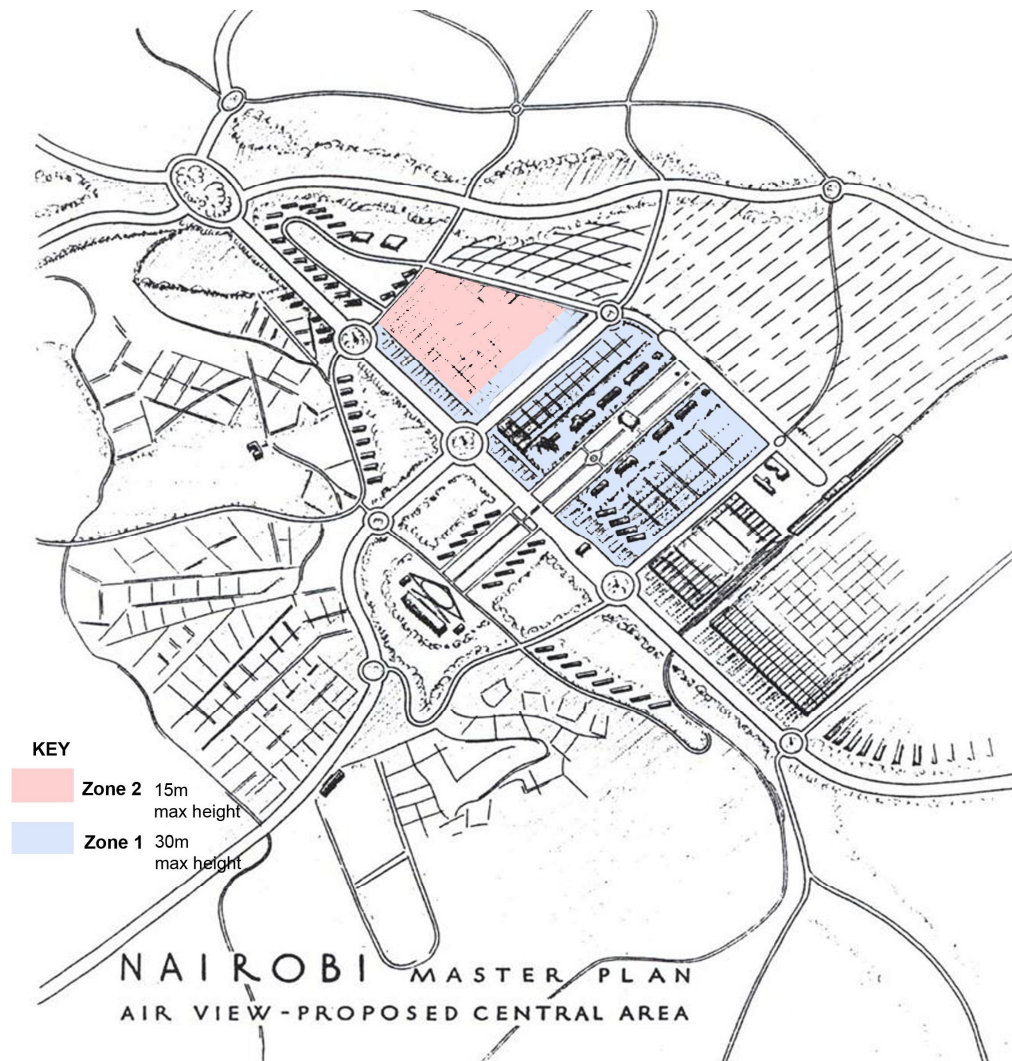 KEY
Zone 2 15m
max height
Zone 1 30m
max height
NAIROBI MASTER PLAN
AIR VIEW-PROPOSED CENTRAL AREA